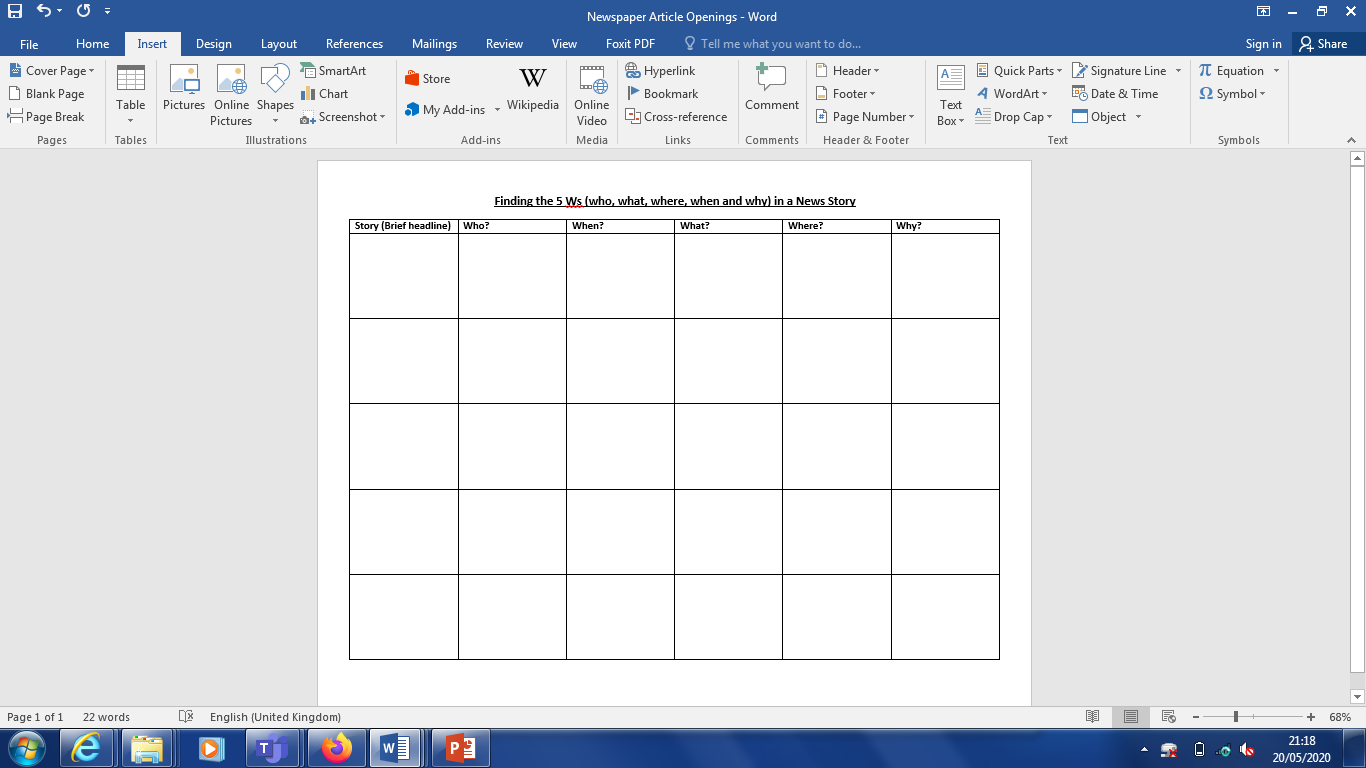 Newspaper Article Openings - Word
File Home Insert Design Layout References Mailings Review View Foxit PDF Tell me what you want to do... Sign in Share
Cover Page
Blank Page
Page Break
Pages
Table
Tables
Pictures
Online Pictures
Shapes
SmartArt
Chart
Screenshot
Illustrations
Store
My Add-ins
W
Wikipedia
Add-ins
Online Video
Media
Hyperlink
Bookmark
Cross-reference
Links
Comment
Comments
Header
Footer
Page Number
Header & Footer
Text Box
Quick Parts
WordArt
Drop Cap
Signature Line
Date & Time
Object
Text
Equation
Symbol
Symbols
Finding the 5 Ws (who, what, where, when and why) in a News Story
Story (Brief headline) Who? When? What? Where? Why?
Page 1 of 1 22 words English (United Kingdom) 68%
21:18
20/05/2020